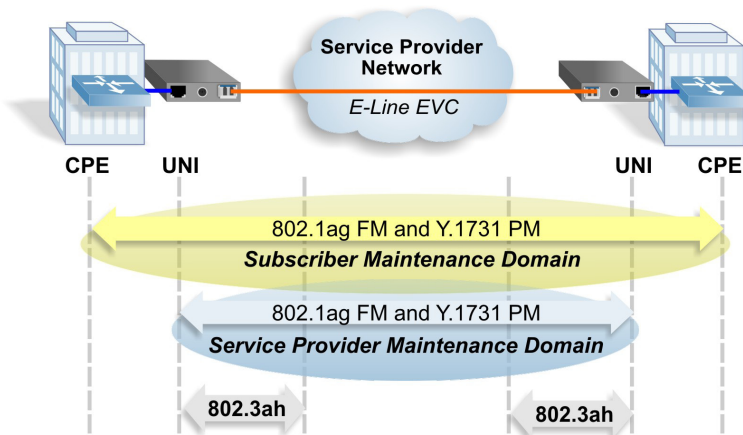 Service Provider
Network
E-Line EVC
CPE
UNI
UNI
CPE
802.1ag FM and Y.1731 PM
Subscriber Maintenance Domain
802.1ag FM and Y.1731 PM
Service Provider Maintenance Domain
802.3ah
802.3ah